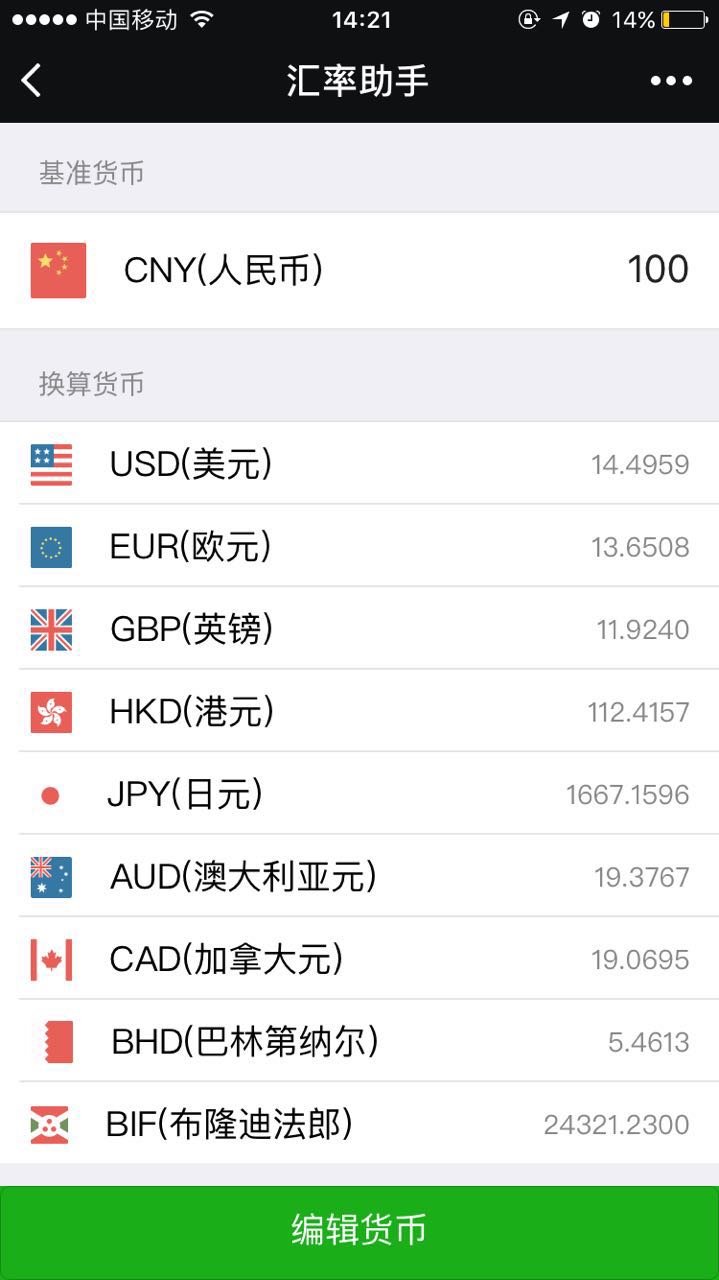 中国移动 14:21 14%
汇率助手
基准货币
CNY(人民币) 100
换算货币
USD(美元) 14.4959
EUR(欧元) 13.6508
GBP(英镑) 11.9240
HKD(港元) 112.4157
JPY(日元) 1667.1596
AUD(澳大利亚元) 19.3767
CAD(加拿大元) 19.0695
BHD(巴林第纳尔) 5.4613
BIF(布隆迪法郎) 24321.2300
编辑货币